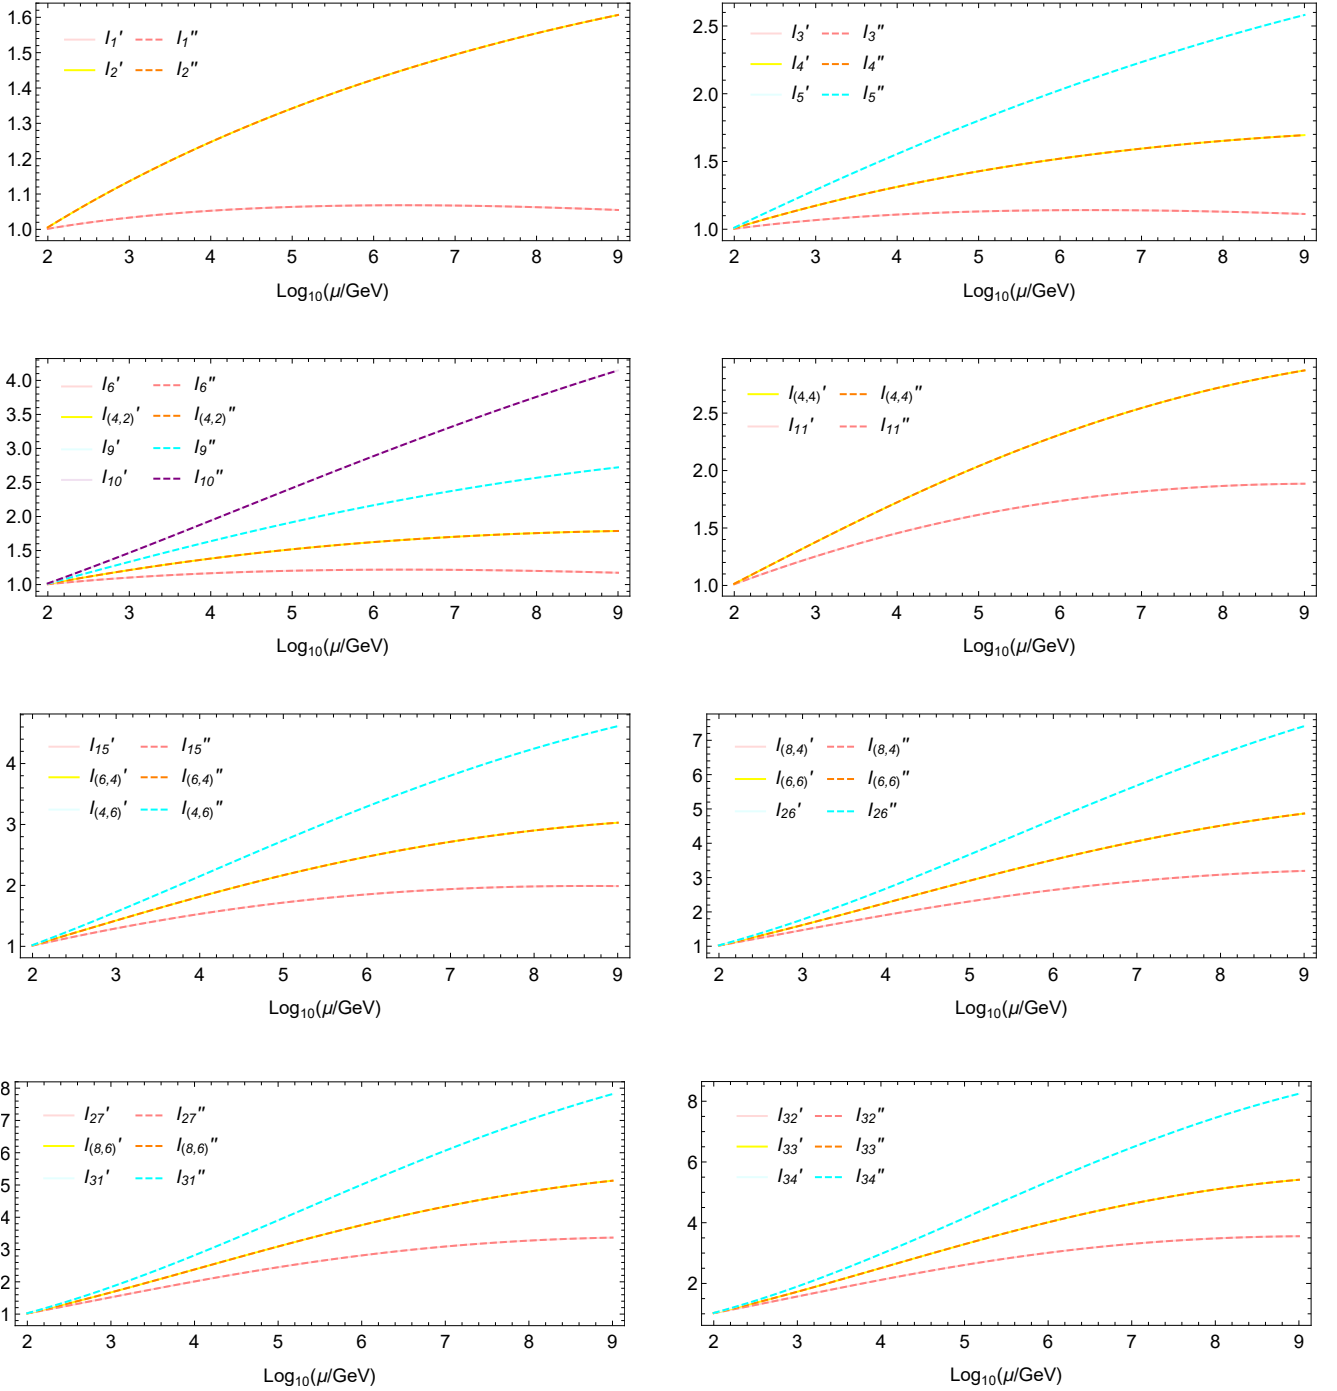 1.6
1.5
1.4
1.3
1.2
1.1
1.0
I₁′ I₁″
I₂′ I₂″
2 3 4 5 6 7 8 9
Log₁₀(μ/GeV)
2.5
2.0
1.5
1.0
I₃′ I₃″
I₄′ I₄″
I₅′ I₅″
2 3 4 5 6 7 8 9
Log₁₀(μ/GeV)
4.0
3.5
3.0
2.5
2.0
1.5
1.0
I₆′ I₆″
I₍₄,₂₎′ I₍₄,₂₎″
I₉′ I₉″
I₁₀′ I₁₀″
2 3 4 5 6 7 8 9
Log₁₀(μ/GeV)
2.5
2.0
1.5
1.0
I₍₄,₄₎′ I₍₄,₄₎″
I₁₁′ I₁₁″
2 3 4 5 6 7 8 9
Log₁₀(μ/GeV)
4
3
2
1
I₁₅′ I₁₅″
I₍₆,₄₎′ I₍₆,₄₎″
I₍₄,₆₎′ I₍₄,₆₎″
2 3 4 5 6 7 8 9
Log₁₀(μ/GeV)
7
6
5
4
3
2
1
I₍₈,₄₎′ I₍₈,₄₎″
I₍₆,₆₎′ I₍₆,₆₎″
I₂₆′ I₂₆″
2 3 4 5 6 7 8 9
Log₁₀(μ/GeV)
8
7
6
5
4
3
2
1
I₂₇′ I₂₇″
I₍₈,₆₎′ I₍₈,₆₎″
I₃₁′ I₃₁″
2 3 4 5 6 7 8 9
Log₁₀(μ/GeV)
8
6
4
2
I₃₂′ I₃₂″
I₃₃′ I₃₃″
I₃₄′ I₃₄″
2 3 4 5 6 7 8 9
Log₁₀(μ/GeV)